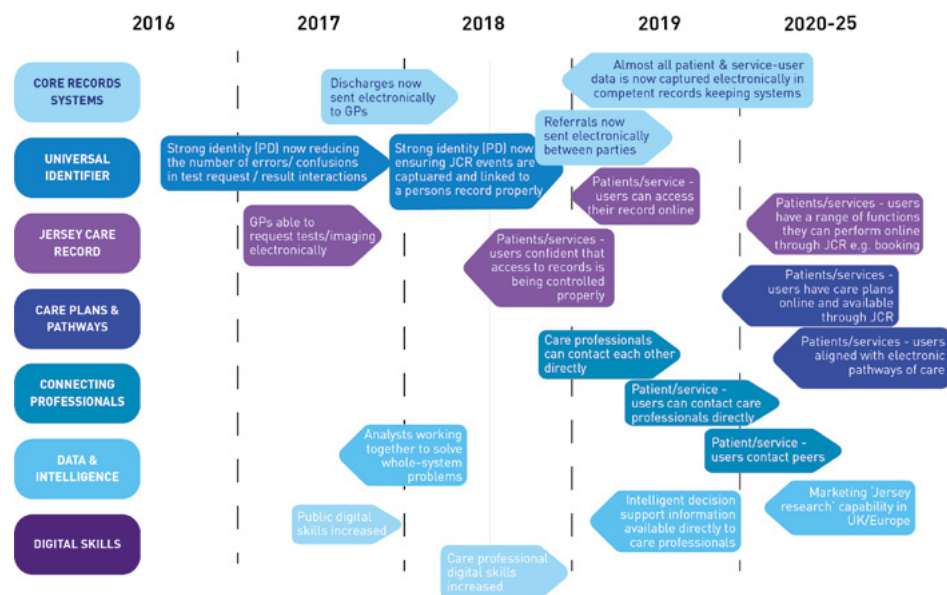 2016
2017
2018
2019
2020-25
CORE RECORDS
SYSTEMS
Discharges now
sent electronically
to GPs
Almost all patient & service-user
data is now captured electronically in
competent records keeping systems
Referrals now
sent electronically
between parties
UNIVERSAL
IDENTIFIER
Strong identity (PD) now reducing
the number of errors/ confusions
in test request / result interactions
Strong identity (PD) now
ensuring JCR events are
captuared and linked to
a persons record properly
Patients/service -
users can access
their record online
JERSEY CARE
RECORD
GPs able to
request tests/imaging
electronically
Patients/services -
users confident that
access to records is
being controlled
properly
Patients/services - users
have a range of functions
they can perform online
through JCR e.g. booking
CARE PLANS &
PATHWAYS
Patients/services -
users have care plans
online and available
through JCR
Patients/services - users
aligned with electronic
pathways of care
CONNECTING
PROFESSIONALS
Care professionals
can contact each other
directly
Patient/service -
users can contact care
professionals directly
Patient/service -
users contact peers
DATA &
INTELLIGENCE
Analysts working
together to solve
whole-system
problems
Intelligent decision
support information
available directly to
care professionals
Marketing 'Jersey
research' capability in
UK/Europe
DIGITAL SKILLS
Public digital
skills increased
Care professional
digital skills
increased